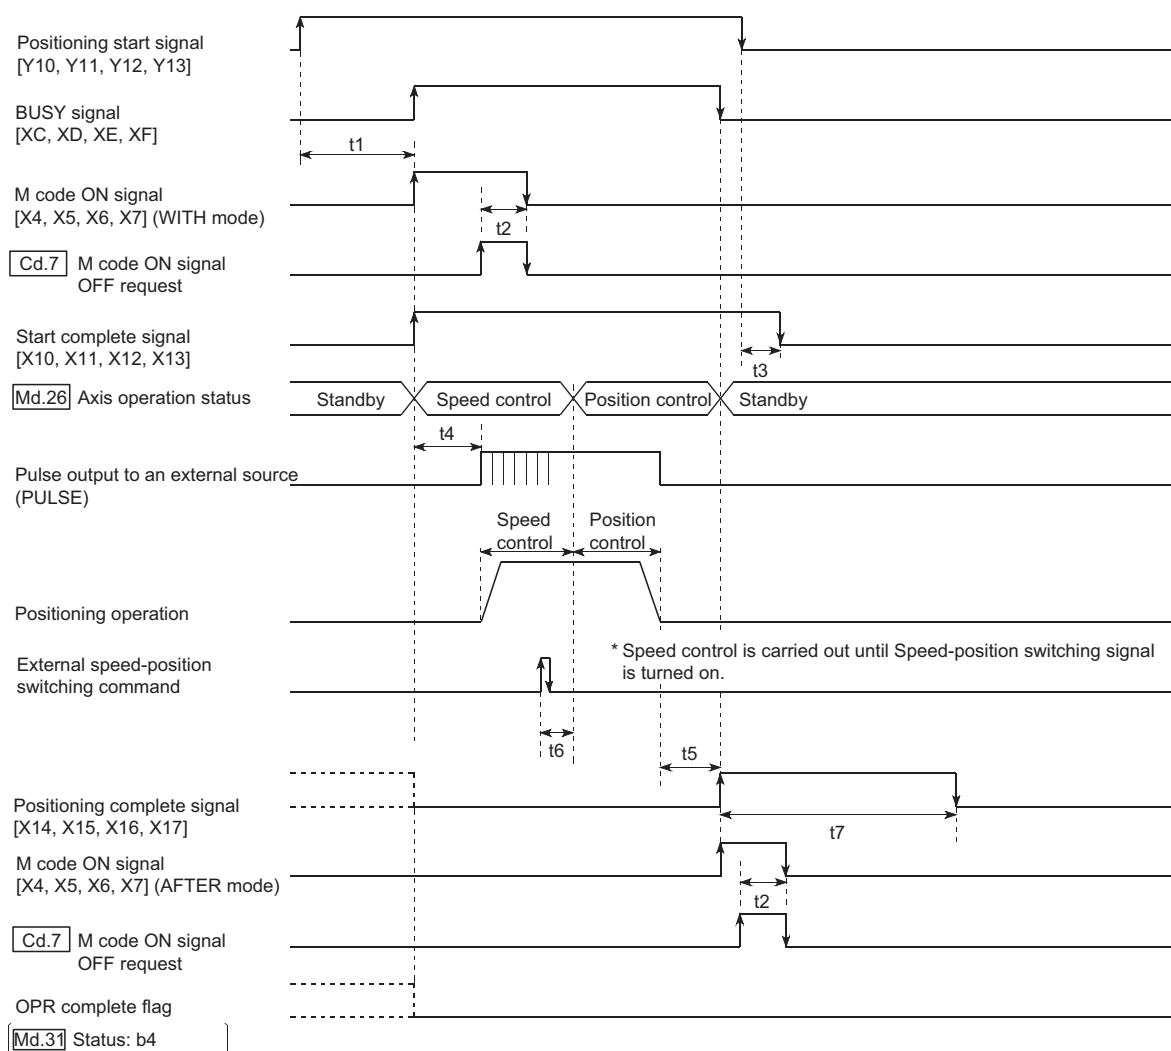 Positioning start signal
[Y10, Y11, Y12, Y13]
BUSY signal
[XC, XD, XE, XF]
t1
M code ON signal
[X4, X5, X6, X7] (WITH mode)
t2
Cd.7 M code ON signal
OFF request
Start complete signal
[X10, X11, X12, X13]
t3
Md.26 Axis operation status
Standby
Speed control
Position control
Standby
t4
Pulse output to an external source
(PULSE)
Speed
control
Position
control
Positioning operation
External speed-position
switching command
* Speed control is carried out until Speed-position switching signal
is turned on.
t6
t5
Positioning complete signal
[X14, X15, X16, X17]
t7
M code ON signal
[X4, X5, X6, X7] (AFTER mode)
t2
Cd.7 M code ON signal
OFF request
OPR complete flag
Md.31 Status: b4